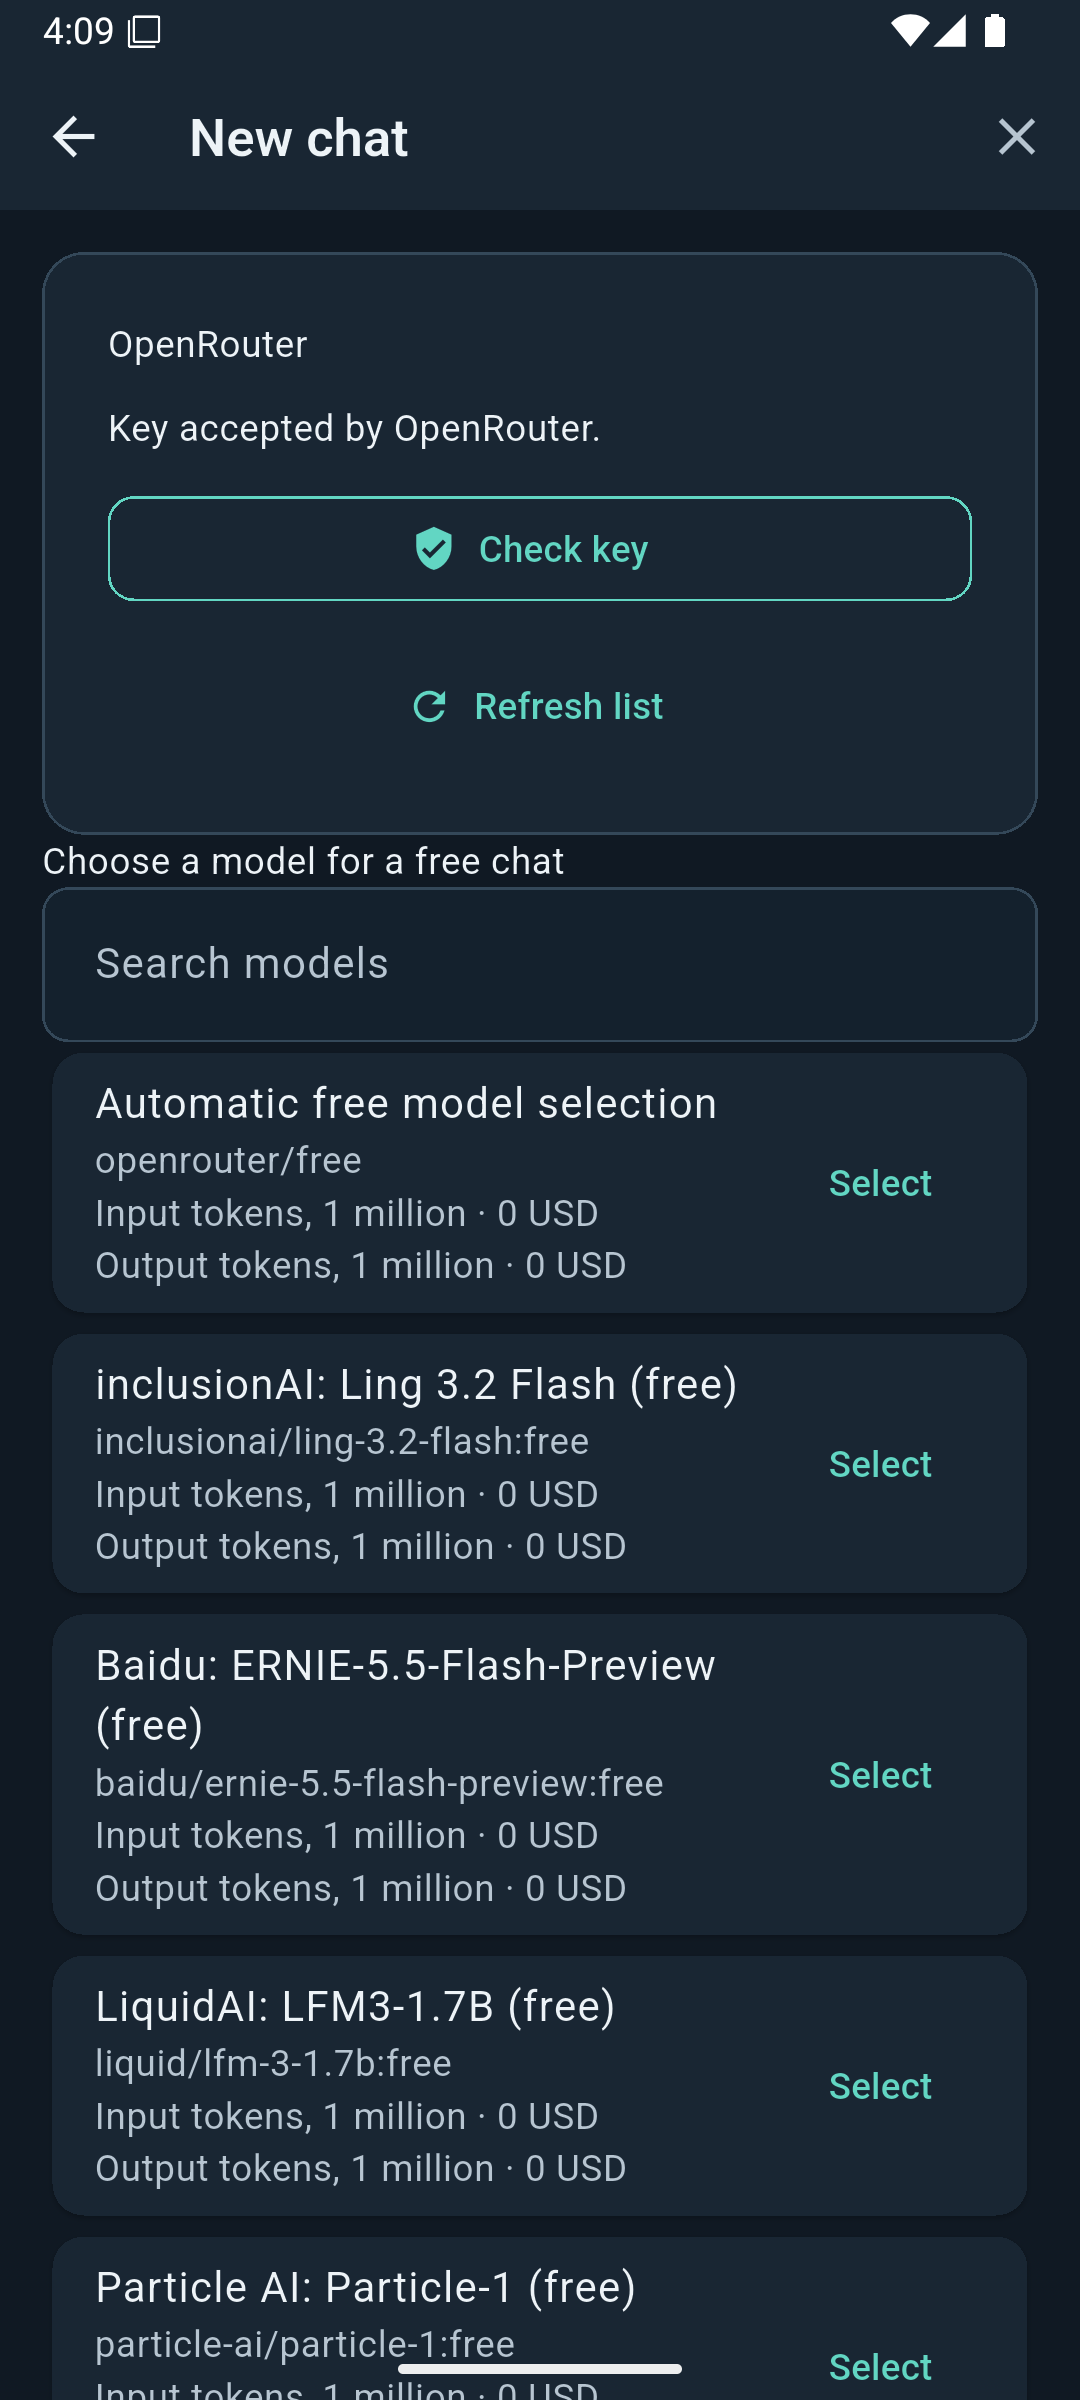 4:09
New chat
OpenRouter
Key accepted by OpenRouter.
Check key
Refresh list
Choose a model for a free chat
Search models
Automatic free model selection
openrouter/free
Input tokens, 1 million · 0 USD
Output tokens, 1 million · 0 USD
Select
inclusionAI: Ling 3.2 Flash (free)
inclusionai/ling-3.2-flash:free
Input tokens, 1 million · 0 USD
Output tokens, 1 million · 0 USD
Select
Baidu: ERNIE-5.5-Flash-Preview
(free)
baidu/ernie-5.5-flash-preview:free
Input tokens, 1 million · 0 USD
Output tokens, 1 million · 0 USD
Select
LiquidAI: LFM3-1.7B (free)
liquid/lfm-3-1.7b:free
Input tokens, 1 million · 0 USD
Output tokens, 1 million · 0 USD
Select
Particle AI: Particle-1 (free)
particle-ai/particle-1:free
Input tokens, 1 million · 0 USD
Select